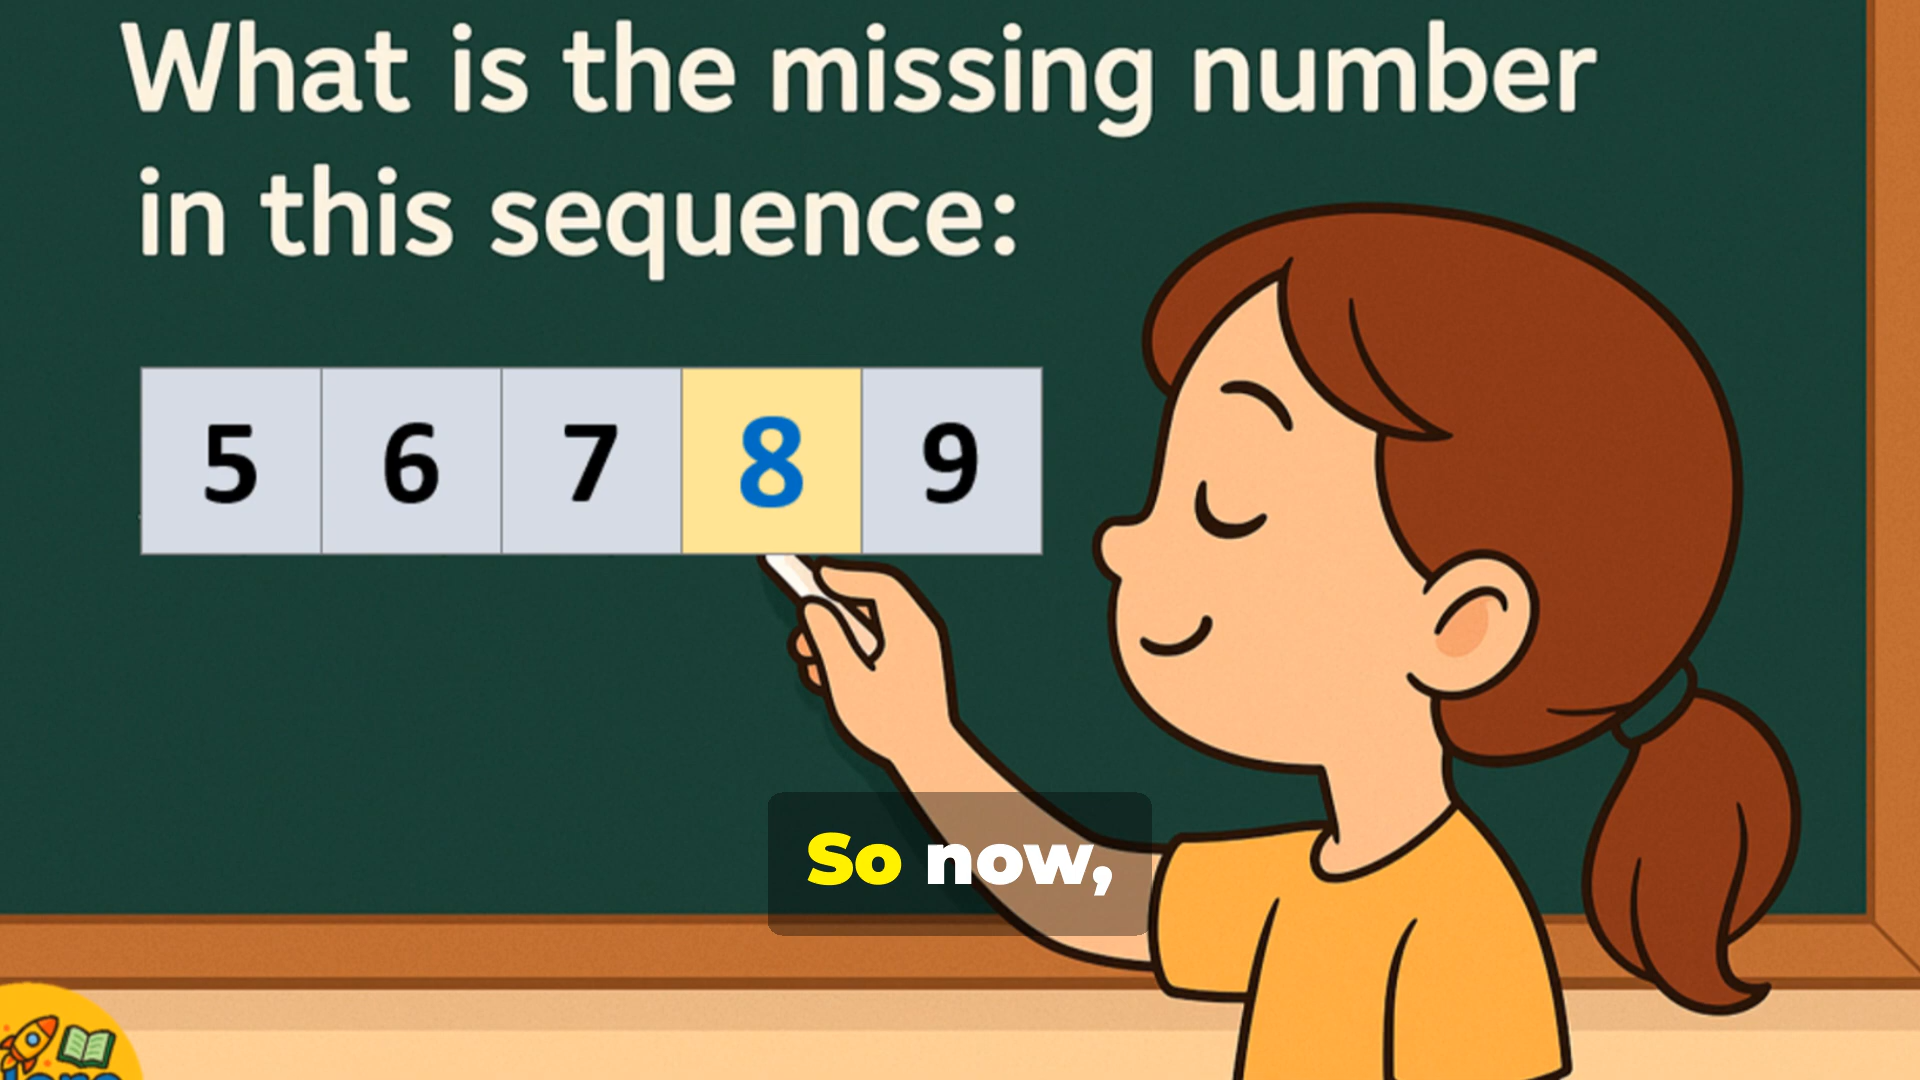 What is the missing number
in this sequence:
5 6 7 8 9
So now,